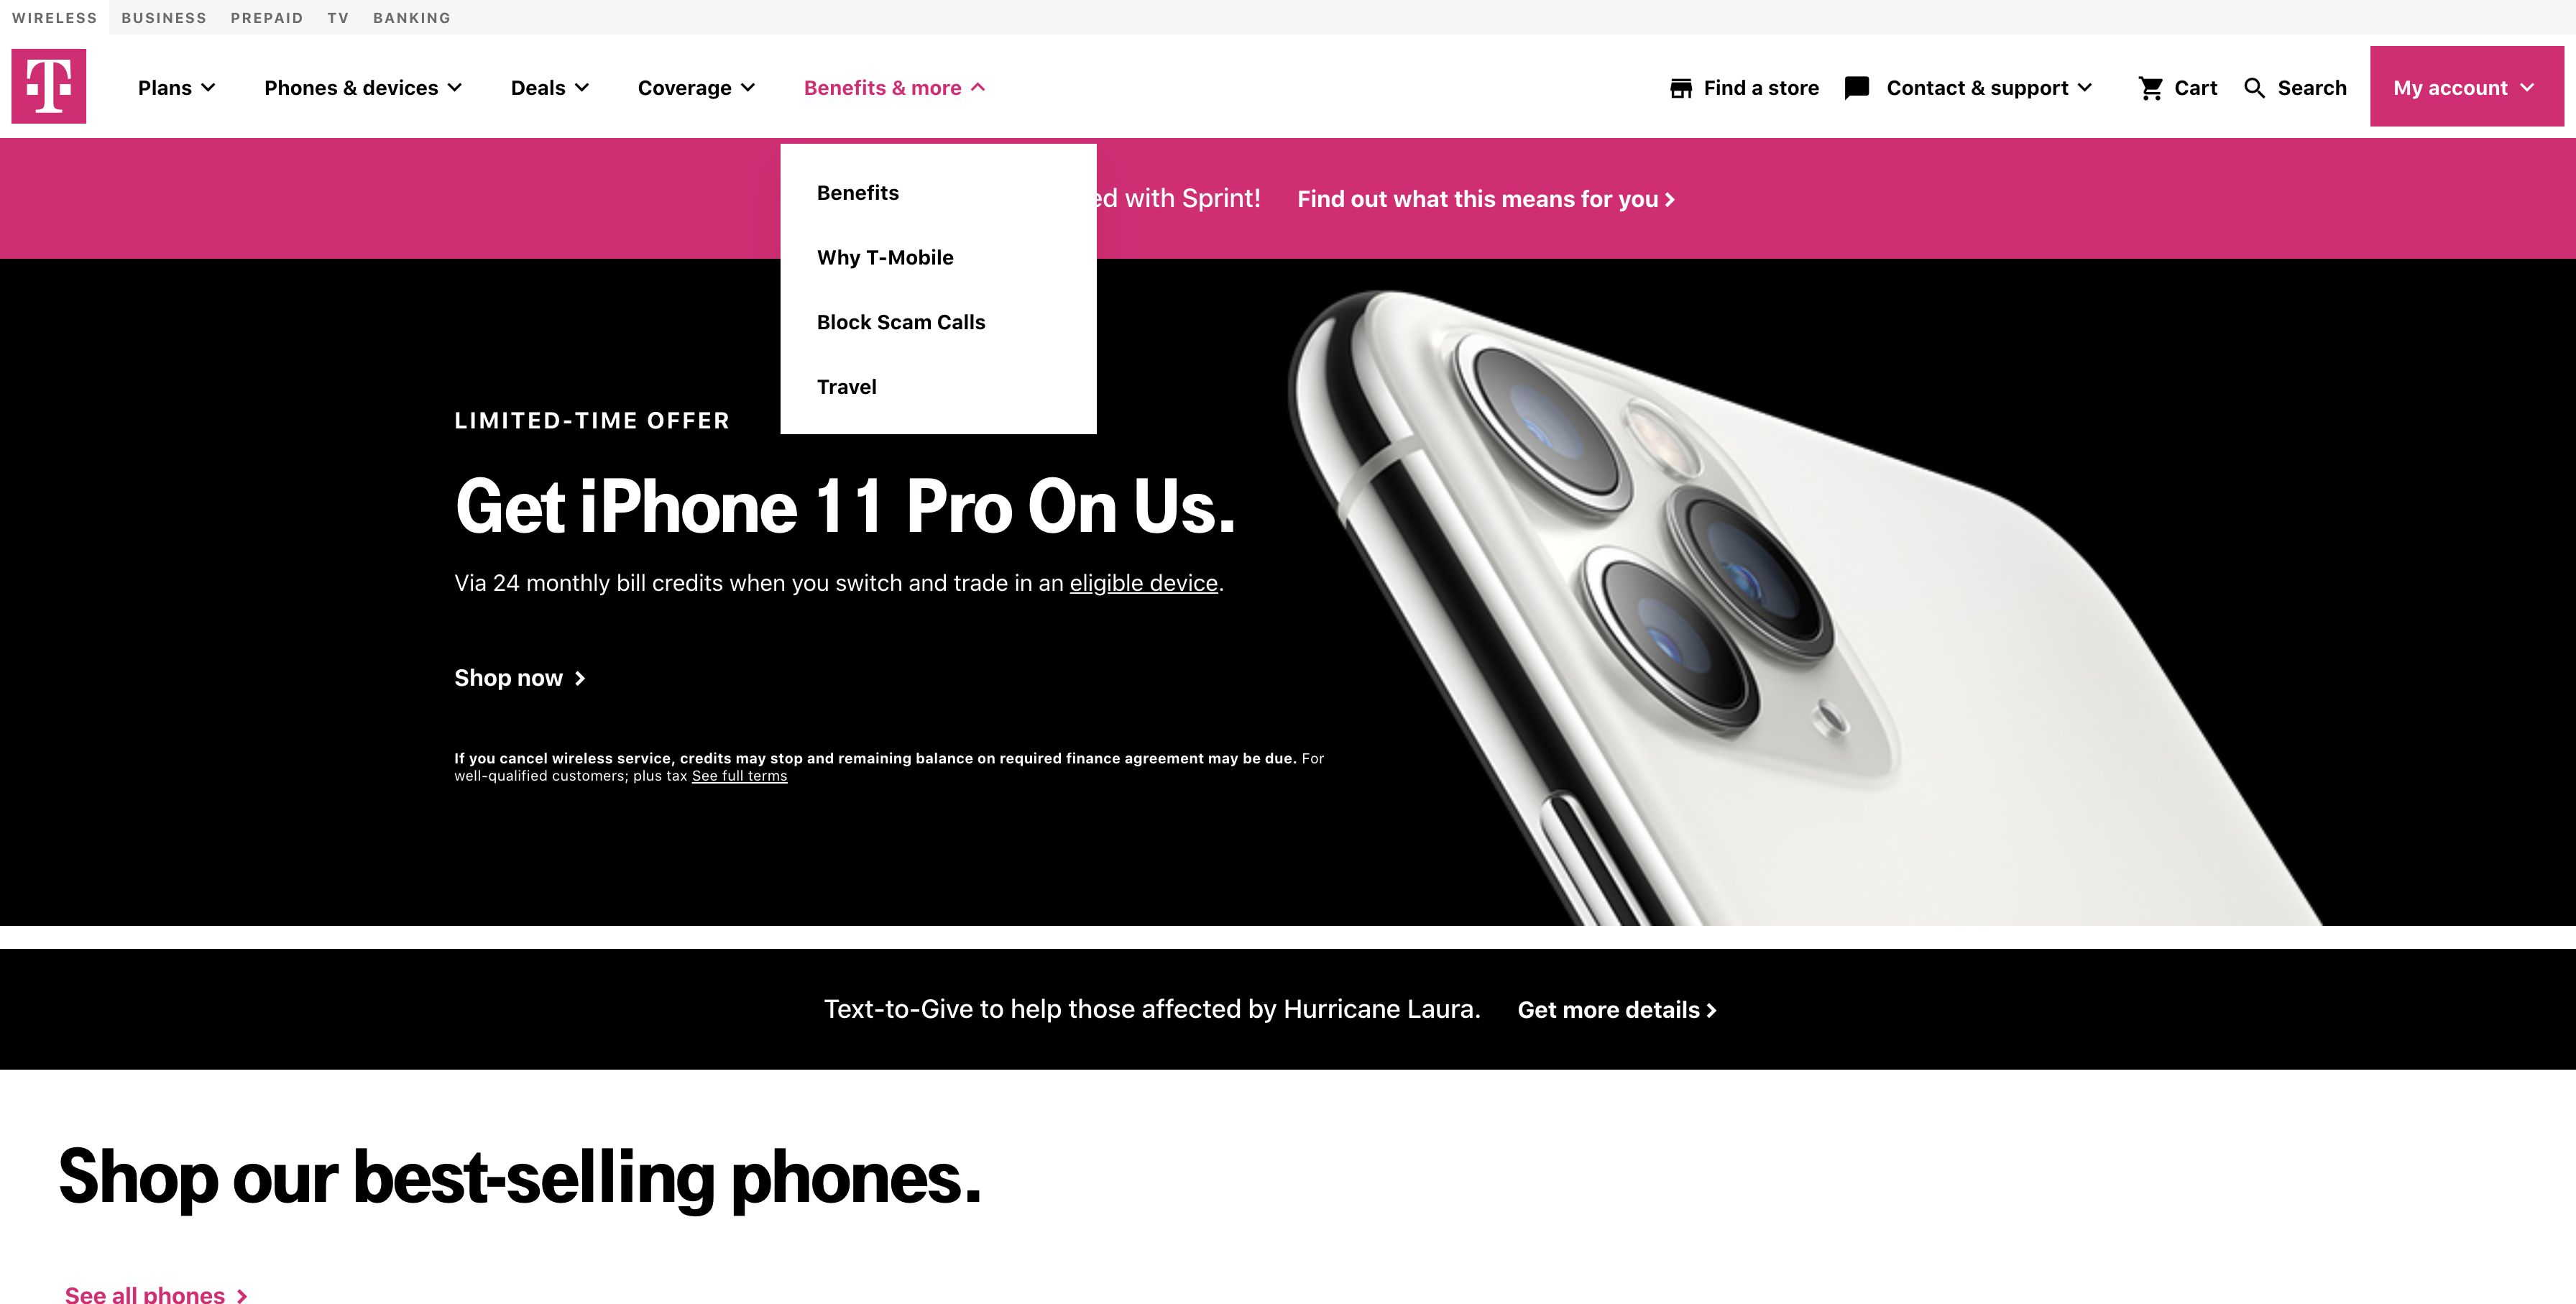 WIRELESS BUSINESS PREPAID TV BANKING
T Plans Phones & devices Deals Coverage Benefits & more Find a store Contact & support Cart Search My account
Benefits
with Sprint! Find out what this means for you
Why T-Mobile
Block Scam Calls
Travel
LIMITED-TIME OFFER
Get iPhone 11 Pro On Us.
Via 24 monthly bill credits when you switch and trade in an eligible device.
Shop now
If you cancel wireless service, credits may stop and remaining balance on required finance agreement may be due. For
well-qualified customers; plus tax See full terms
Text-to-Give to help those affected by Hurricane Laura. Get more details
Shop our best-selling phones.
See all phones